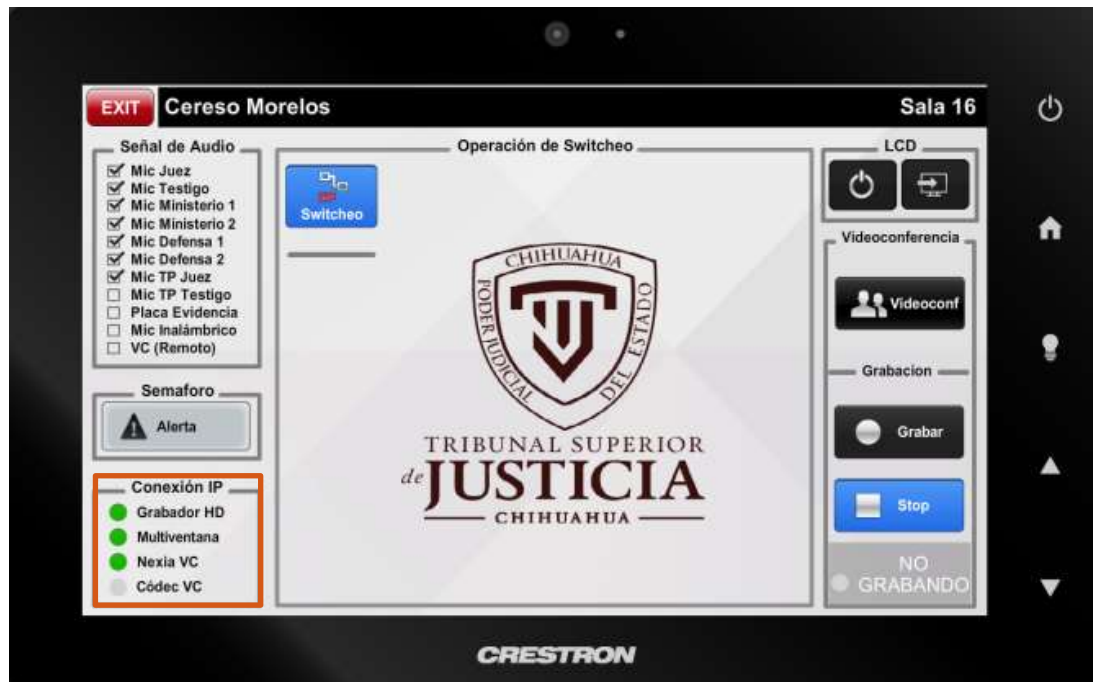 EXIT
Cereso Morelos
Sala 16
Señal de Audio
Mic Juez
Mic Testigo
Mic Ministerio 1
Mic Ministerio 2
Mic Defensa 1
Mic Defensa 2
Mic TP Juez
Mic TP Testigo
Placa Evidencia
Mic Inalámbrico
VC (Remoto)
Semaforo
Alerta
Conexión IP
Grabador HD
Multiventana
Nexia VC
Códec VC
Operación de Switcheo
Switcheo
CHIHUAHUA
PODER JUDICIAL DEL ESTADO
TRIBUNAL SUPERIOR
de JUSTICIA
CHIHUAHUA
LCD
Videoconferencia
Videoconf
Grabacion
Grabar
Stop
NO
GRABANDO
CRESTRON